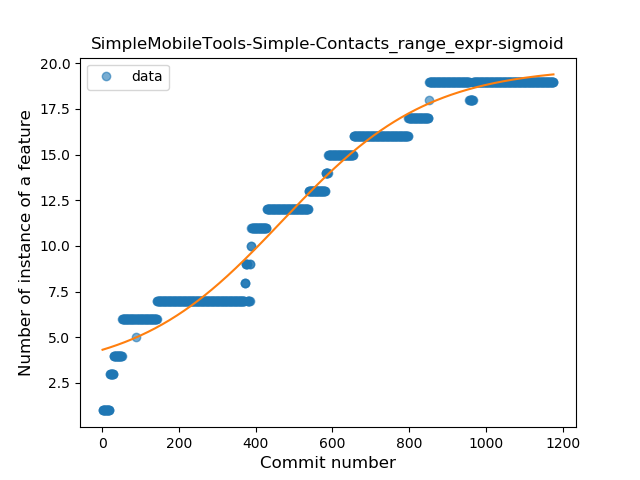 SimpleMobileTools-Simple-Contacts_range_expr-sigmoid
data
Number of instance of a feature
20.0
17.5
15.0
12.5
10.0
7.5
5.0
2.5
0 200 400 600 800 1000 1200
Commit number